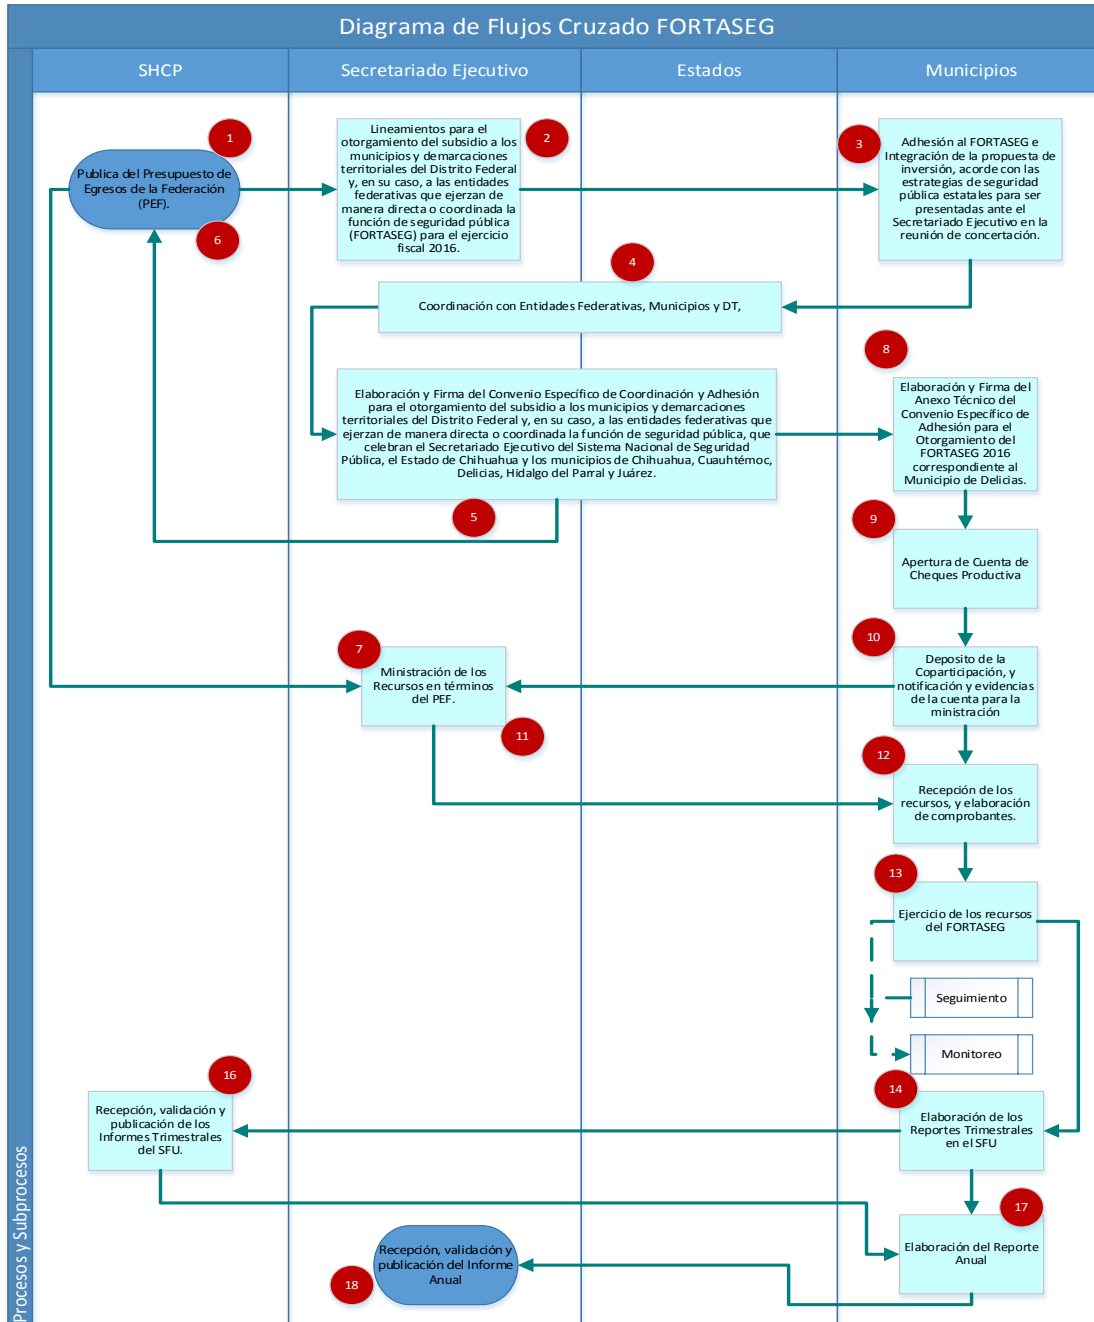 Diagrama de Flujos Cruzado FORTASEG
SHCP
Secretariado Ejecutivo
Estados
Municipios
1
Publica del Presupuesto de
Egresos de la Federación
(PEF).
6
2
Lineamientos para el
otorgamiento del subsidio a los
municipios y demarcaciones
territoriales del Distrito Federal
y, en su caso, a las entidades
federativas que ejerzan de
manera directa o coordinada la
función de seguridad pública
(FORTASEG) para el ejercicio
fiscal 2016.
3
Adhesión al FORTASEG e
Integración de la propuesta de
inversión, acorde con las
estrategias de seguridad
pública estatales para ser
presentadas ante el
Secretariado Ejecutivo en la
reunión de concertación.
4
Coordinación con Entidades Federativas, Municipios y DT,
Elaboración y Firma del Convenio Específico de Coordinación y Adhesión
para el otorgamiento del subsidio a los municipios y demarcaciones
territoriales del Distrito Federal y, en su caso, a las entidades federativas que
ejerzan de manera directa o coordinada la función de seguridad pública, que
celebran el Secretariado Ejecutivo del Sistema Nacional de Seguridad
Pública, el Estado de Chihuahua y los municipios de Chihuahua, Cuauhtémoc,
Delicias, Hidalgo del Parral y Juárez.
5
8
Elaboración y Firma del
Anexo Técnico del
Convenio Específico de
Adhesión para el
Otorgamiento del
FORTASEG 2016
correspondiente al
Municipio de Delicias.
9
Apertura de Cuenta de
Cheques Productiva
10
Deposito de la
Coparticipación, y
notificación y evidencias
de la cuenta para la
ministración
7
Ministración de los
Recursos en términos
del PEF.
11
12
Recepción de los
recursos, y elaboración
de comprobantes.
13
Ejercicio de los recursos
del FORTASEG
Seguimiento
Monitoreo
14
Elaboración de los
Reportes Trimestrales
en el SFU
16
Recepción, validación y
publicación de los
Informes Trimestrales
del SFU.
17
Elaboración del Reporte
Anual
Recepción, validación y
publicación del Informe
Anual
18
Procesos y Subprocesos